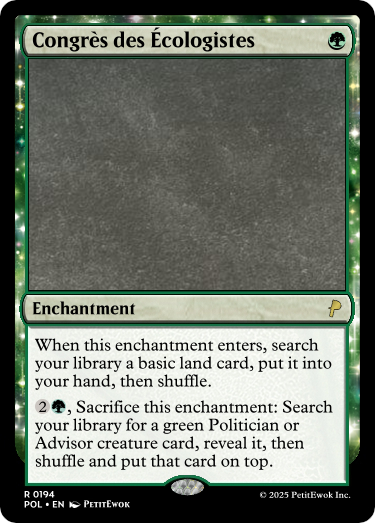 Congrès des Écologistes
Enchantment
When this enchantment enters, search
your library a basic land card, put it into
your hand, then shuffle.
2, Sacrifice this enchantment: Search
your library for a green Politician or
Advisor creature card, reveal it, then
shuffle and put that card on top.
R 0194
POL • EN PetitEwok
© 2025 PetitEwok Inc.